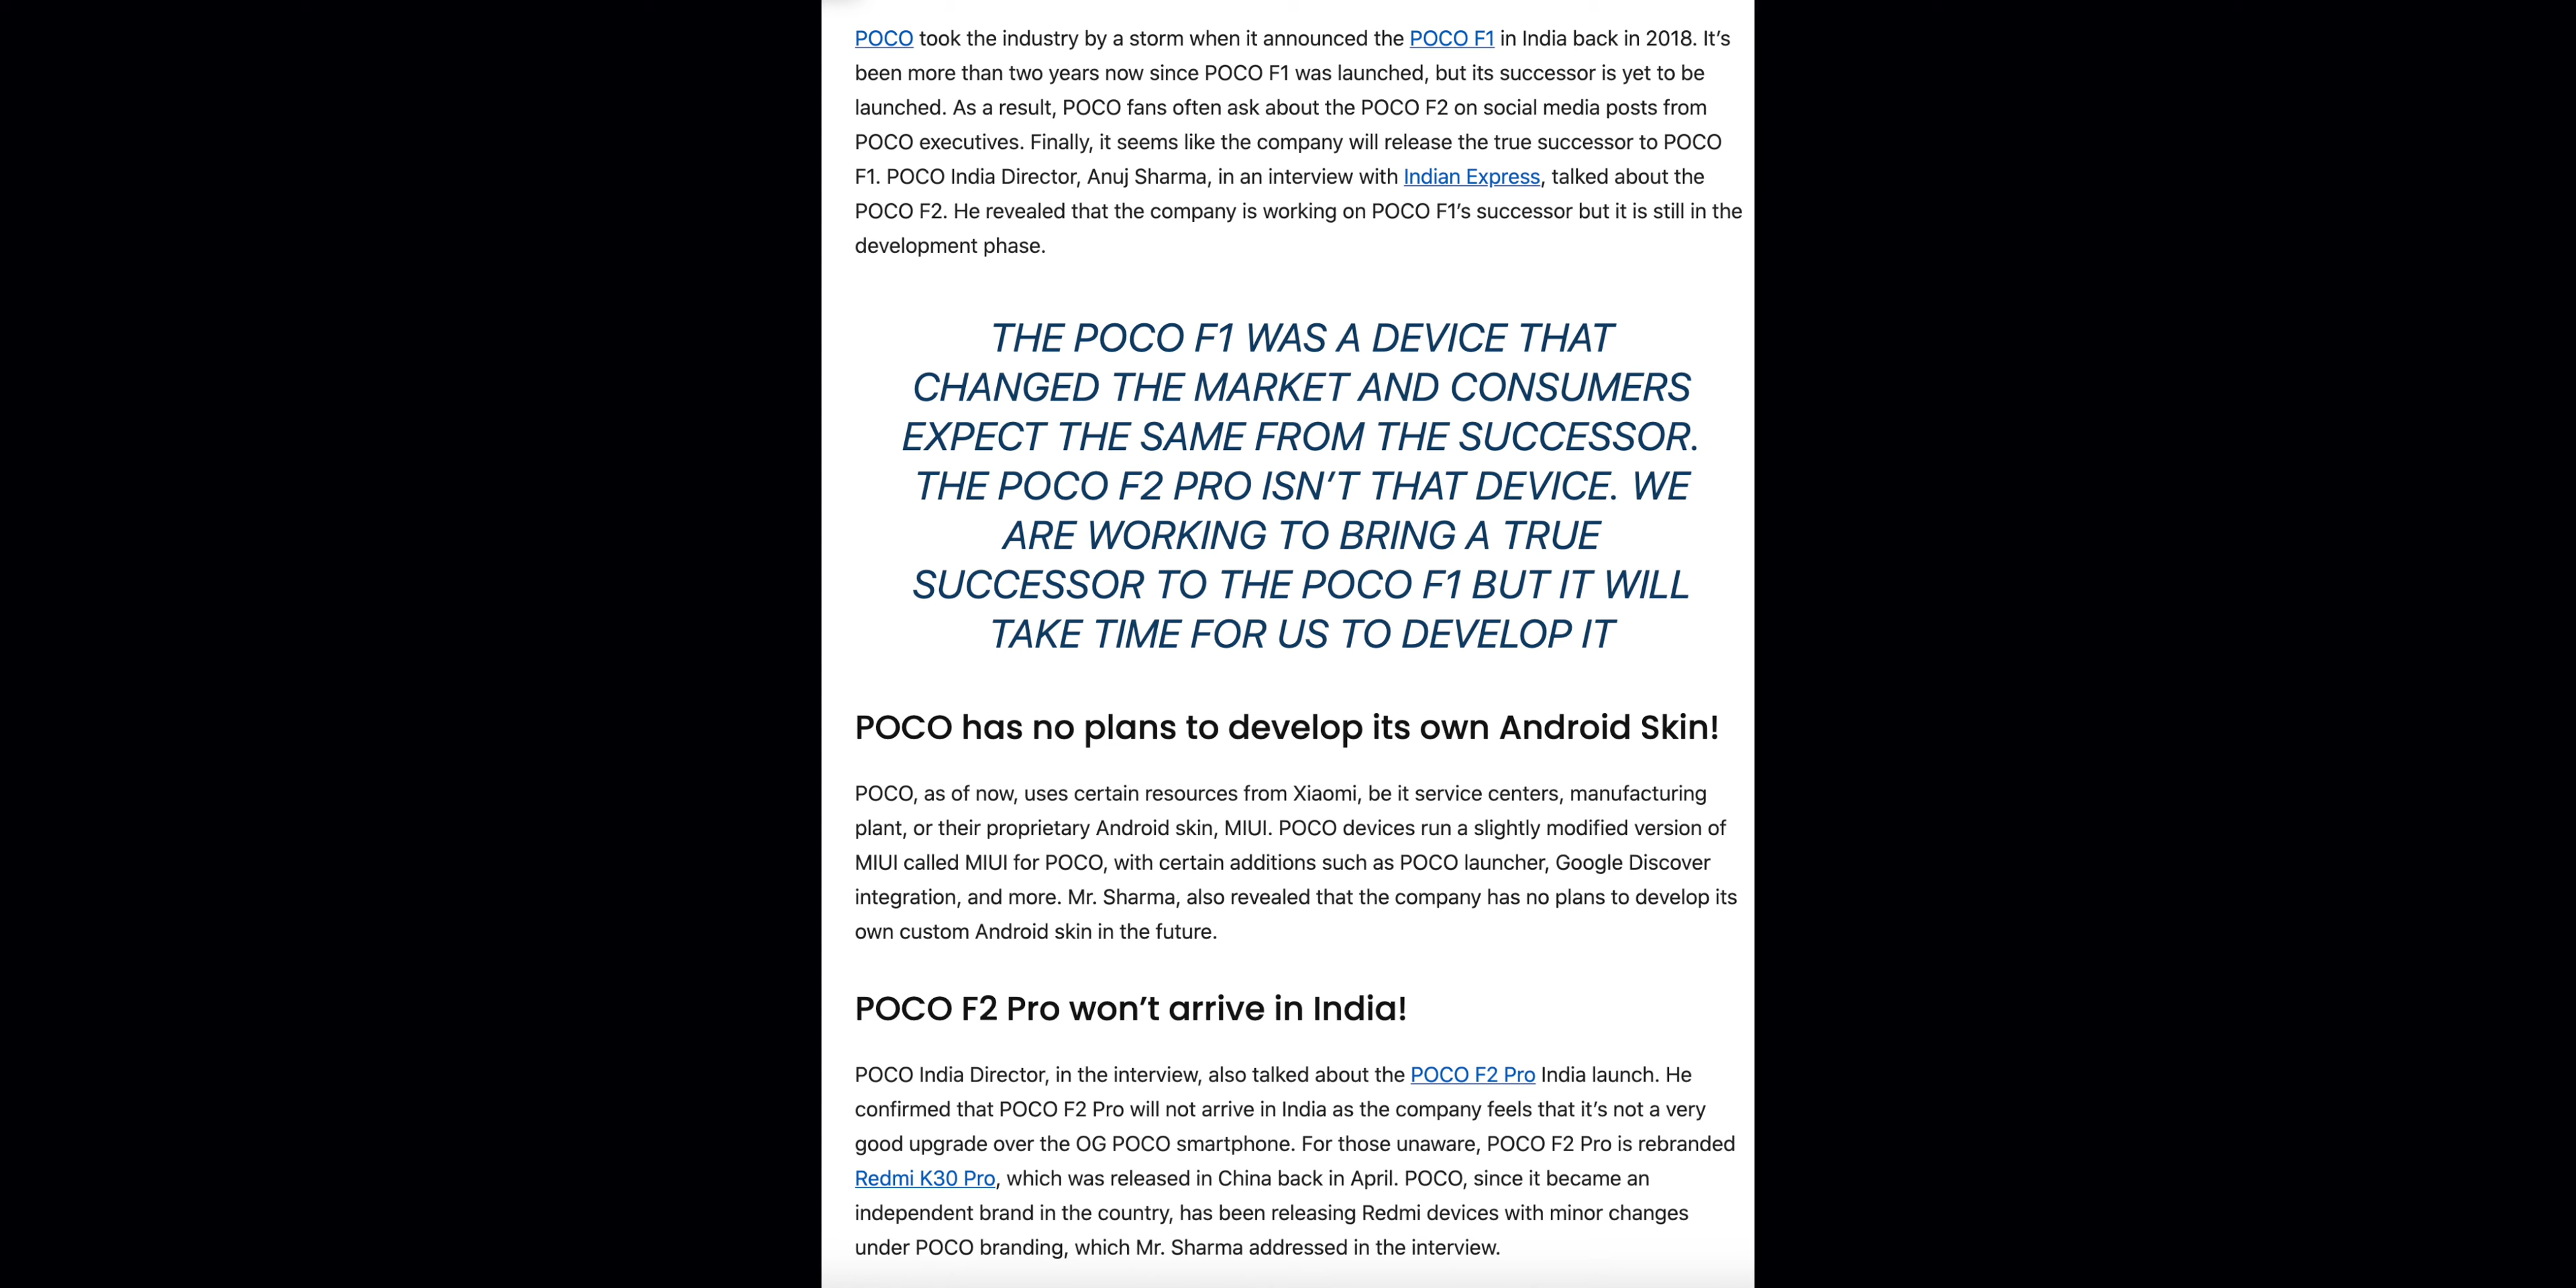 POCO took the industry by a storm when it announced the POCO F1 in India back in 2018. It’s
been more than two years now since POCO F1 was launched, but its successor is yet to be
launched. As a result, POCO fans often ask about the POCO F2 on social media posts from
POCO executives. Finally, it seems like the company will release the true successor to POCO
F1. POCO India Director, Anuj Sharma, in an interview with Indian Express, talked about the
POCO F2. He revealed that the company is working on POCO F1’s successor but it is still in the
development phase.
THE POCO F1 WAS A DEVICE THAT
CHANGED THE MARKET AND CONSUMERS
EXPECT THE SAME FROM THE SUCCESSOR.
THE POCO F2 PRO ISN’T THAT DEVICE. WE
ARE WORKING TO BRING A TRUE
SUCCESSOR TO THE POCO F1 BUT IT WILL
TAKE TIME FOR US TO DEVELOP IT
POCO has no plans to develop its own Android Skin!
POCO, as of now, uses certain resources from Xiaomi, be it service centers, manufacturing
plant, or their proprietary Android skin, MIUI. POCO devices run a slightly modified version of
MIUI called MIUI for POCO, with certain additions such as POCO launcher, Google Discover
integration, and more. Mr. Sharma, also revealed that the company has no plans to develop its
own custom Android skin in the future.
POCO F2 Pro won’t arrive in India!
POCO India Director, in the interview, also talked about the POCO F2 Pro India launch. He
confirmed that POCO F2 Pro will not arrive in India as the company feels that it’s not a very
good upgrade over the OG POCO smartphone. For those unaware, POCO F2 Pro is rebranded
Redmi K30 Pro, which was released in China back in April. POCO, since it became an
independent brand in the country, has been releasing Redmi devices with minor changes
under POCO branding, which Mr. Sharma addressed in the interview.